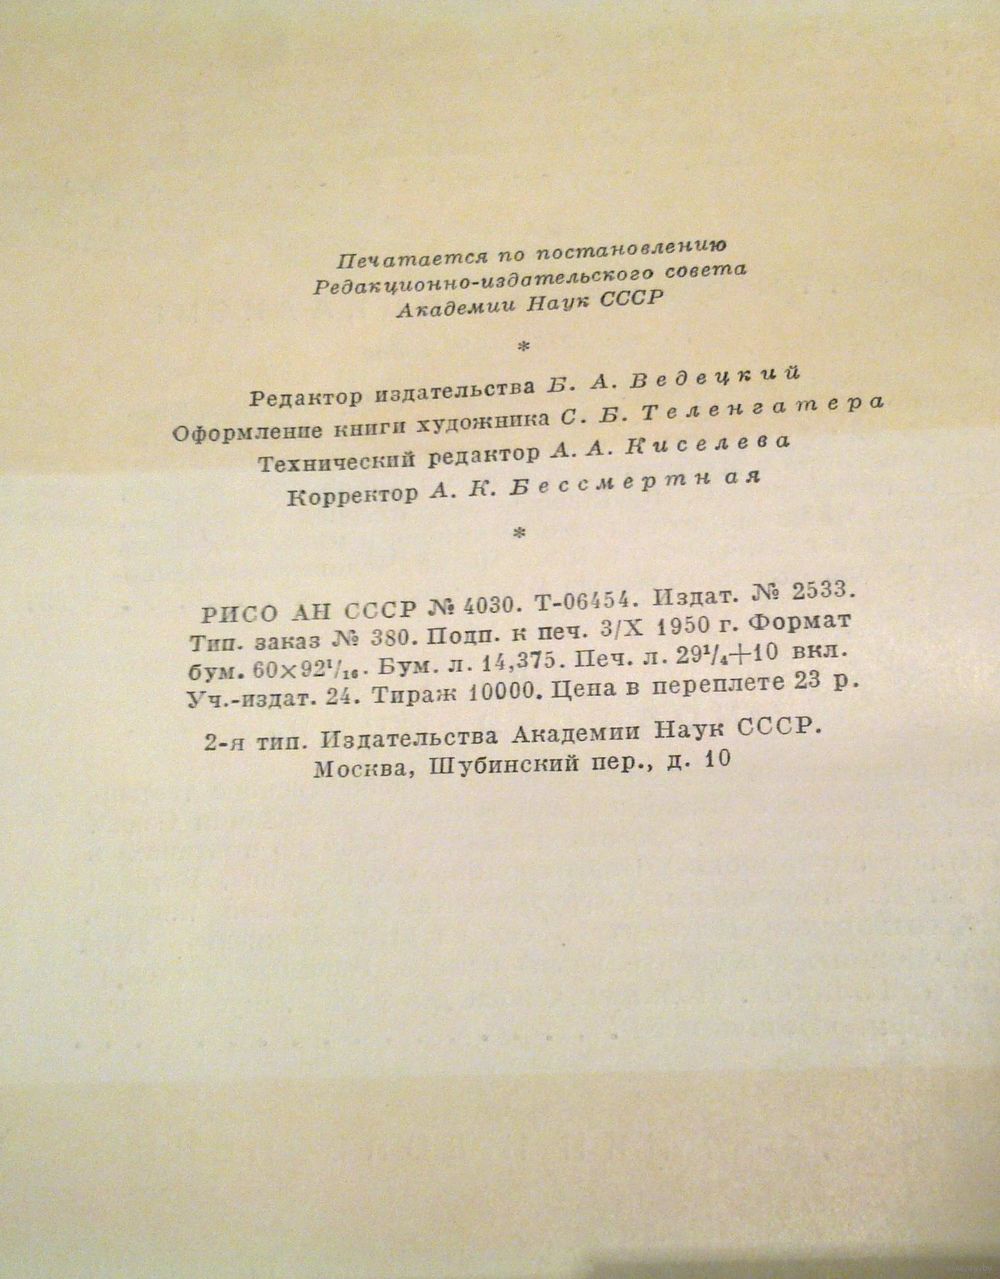 Печатается по постановлению
Редакционно-издательского совета
Академии Наук СССР
*
Редактор издательства Б. А. Ведецкий
Оформление книги художника С. Б. Теленгатера
Технический редактор А. А. Киселева
Корректор А. К. Бессмертная
*
РИСО АН СССР № 4030. Т-06454. Издат. № 2533.
Тип. заказ № 380. Подп. к печ. 3/X 1950 г. Формат
бум. 60×92¹/₁₆. Бум. л. 14,375. Печ. л. 29¹/₄+10 вкл.
Уч.-издат. 24. Тираж 10000. Цена в переплете 23 р.
2-я тип. Издательства Академии Наук СССР.
Москва, Шубинский пер., д. 10